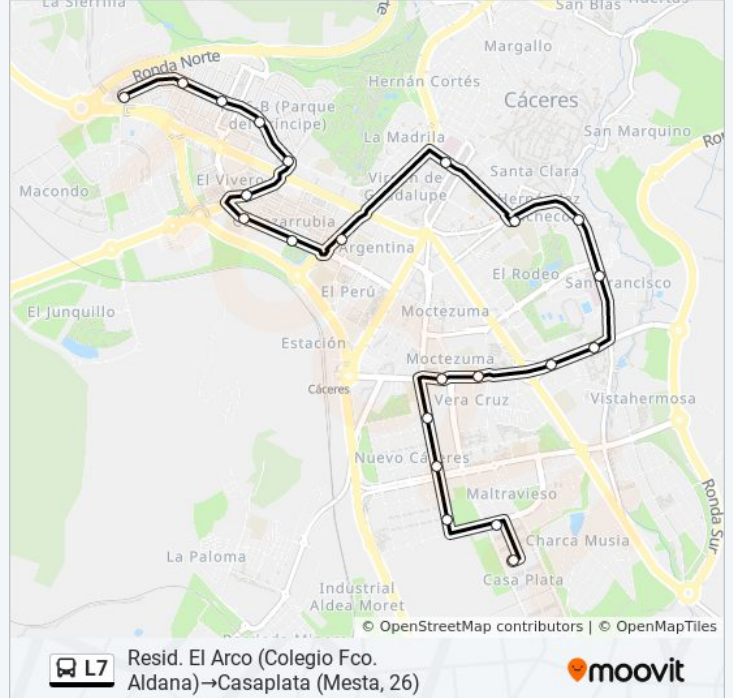 La Sierrilla
San Blas
Huertas
te
Ronda Norte
Margallo
Hernán Cortés
Cáceres
B (Parque
del Príncipe)
La Madrila
San Marquino
Ro
Santa Clara
Macondo
El Vivero
Virgen de
Guadalupe
Hernández
Pacheco
Argentina
El Rodeo
San Francisco
El Perú
El Junquillo
Moctezuma
Estación
Moctezuma
Cáceres
Vera Cruz
Vistahermosa
Nuevo Cáceres
Maltravieso
Ronda Sur
Charca Musia
La Paloma
Casa Plata
Industrial
Aldea Moret
© OpenStreetMap contributors | © OpenMapTiles
L7
Resid. El Arco (Colegio Fco.
Aldana)→Casaplata (Mesta, 26)
moovit